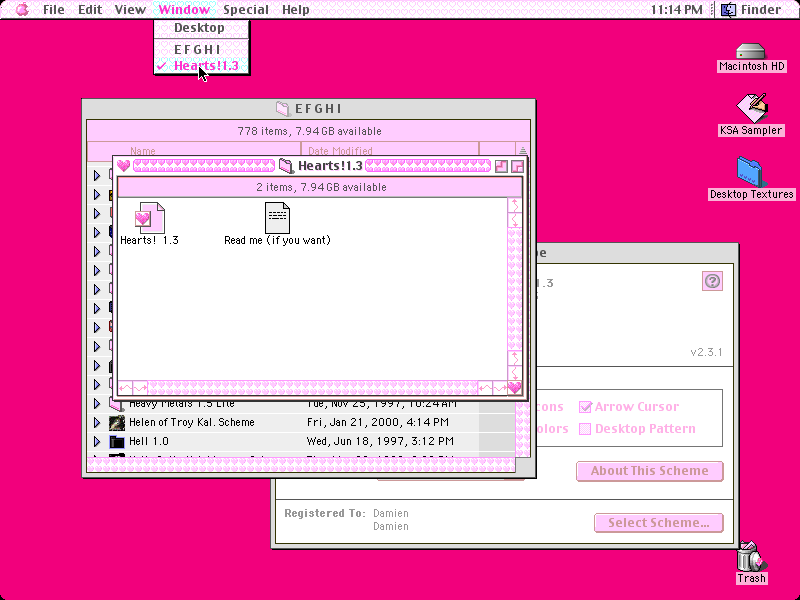 File Edit View Window Special Help 11:14 PM Finder
Desktop
E F G H I
✓ Hearts!1.3
Macintosh HD
KSA Sampler
Desktop Textures
Trash
E F G H I
778 items, 7.94 GB available
Name Date Modified
Hearts!1.3
2 items, 7.94 GB available
Hearts! 1.3 Read me (if you want)
Heavy Metals 1.5 Lite Tue, Nov 25, 1997, 10:24 AM
Helen of Troy Kal. Scheme Fri, Jan 21, 2000, 4:14 PM
Hell 1.0 Wed, Jun 18, 1997, 3:12 PM
1.3
v2.3.1
Arrow Cursor
Desktop Pattern
About This Scheme
Registered To: Damien
Damien
Select Scheme...